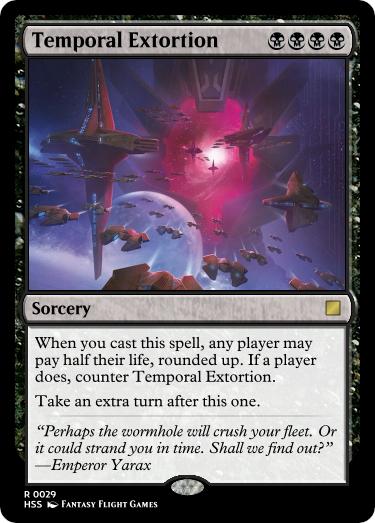 Temporal Extortion
Sorcery
When you cast this spell, any player may
pay half their life, rounded up. If a player
does, counter Temporal Extortion.
Take an extra turn after this one.
“Perhaps the wormhole will crush your fleet. Or
it could strand you in time. Shall we find out?”
—Emperor Yarax
R 0029
HSS Fantasy Flight Games